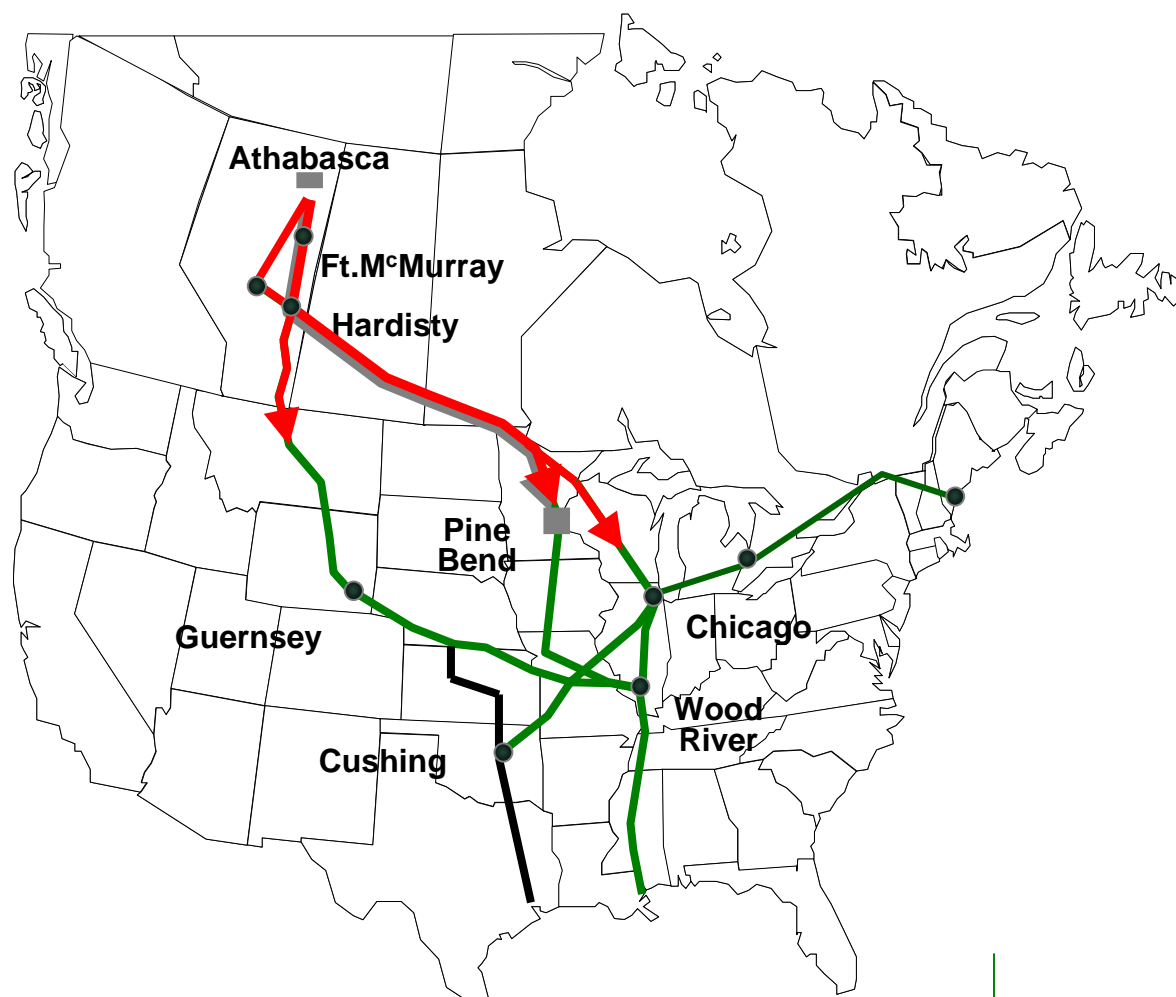 Athabasca
Ft.MᶜMurray
Hardisty
Pine
Bend
Guernsey
Chicago
Wood
River
Cushing